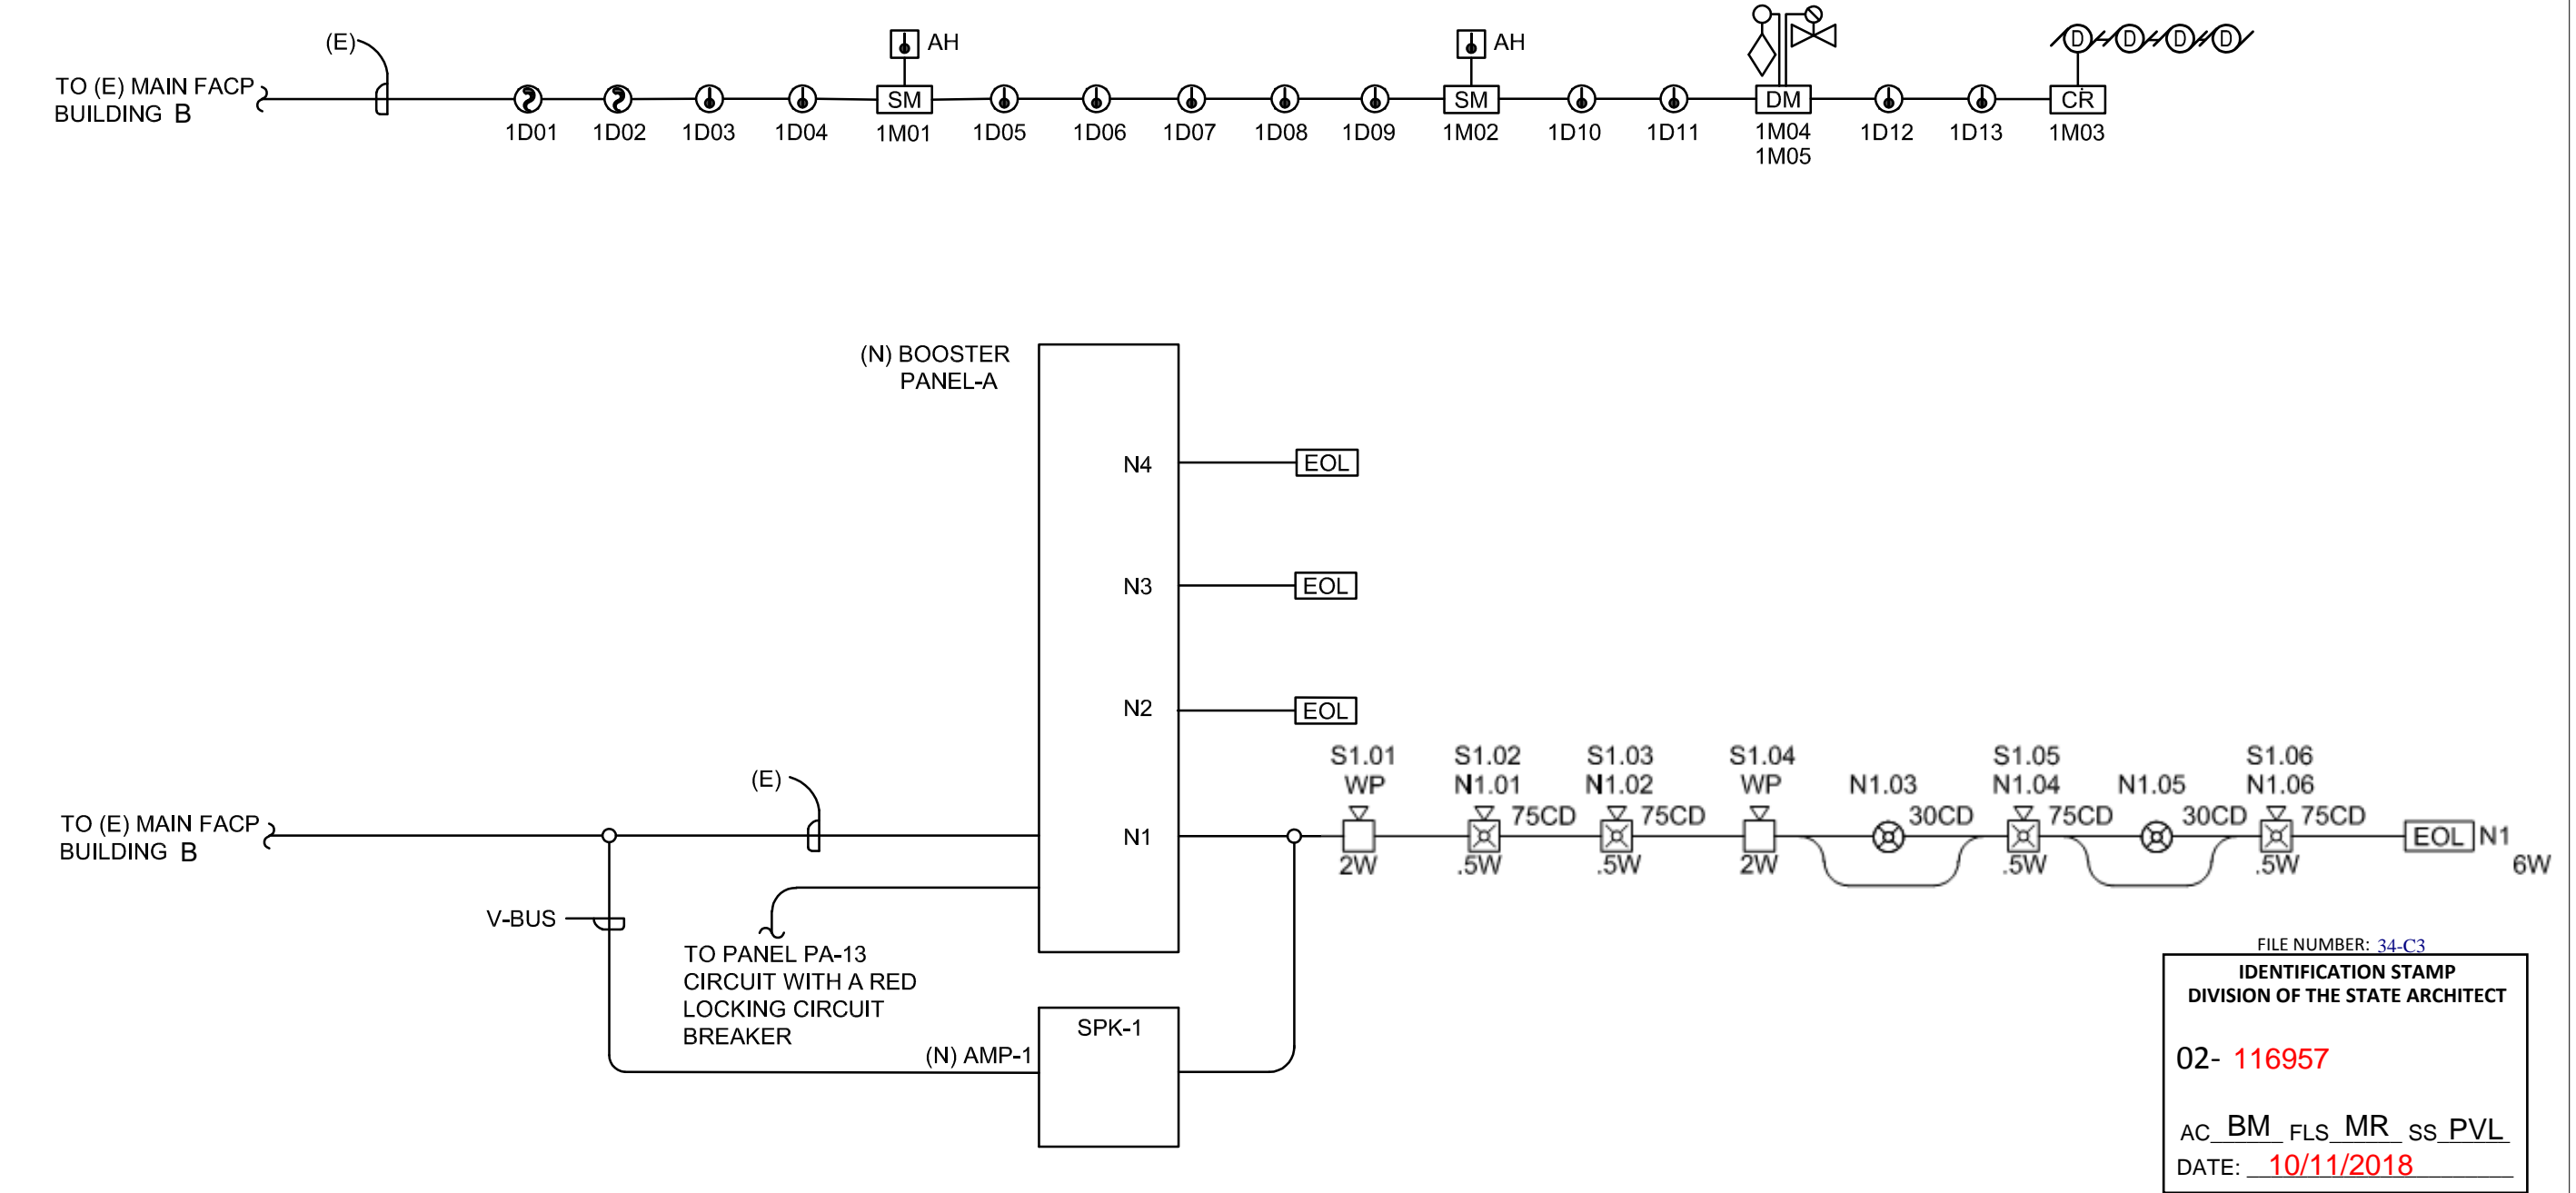 (E)
AH
AH
D D D D
TO (E) MAIN FACP
BUILDING B
SM
SM
DM
CR
1D01 1D02 1D03 1D04 1M01 1D05 1D06 1D07 1D08 1D09 1M02 1D10 1D11 1M04 1D12 1D13 1M03
1M05
(N) BOOSTER
PANEL-A
N4
EOL
N3
EOL
N2
EOL
S1.01 S1.02 S1.03 S1.04 S1.05 S1.06
WP N1.01 N1.02 WP N1.03 N1.04 N1.05 N1.06
75CD 75CD 30CD 75CD 30CD 75CD
(E)
TO (E) MAIN FACP
BUILDING B
N1
EOL N1
2W .5W .5W 2W .5W .5W 6W
V-BUS
TO PANEL PA-13
CIRCUIT WITH A RED
LOCKING CIRCUIT
BREAKER
(N) AMP-1
SPK-1
FILE NUMBER: 34-C3
IDENTIFICATION STAMP
DIVISION OF THE STATE ARCHITECT
02- 116957
AC BM FLS MR SS PVL
DATE: 10/11/2018